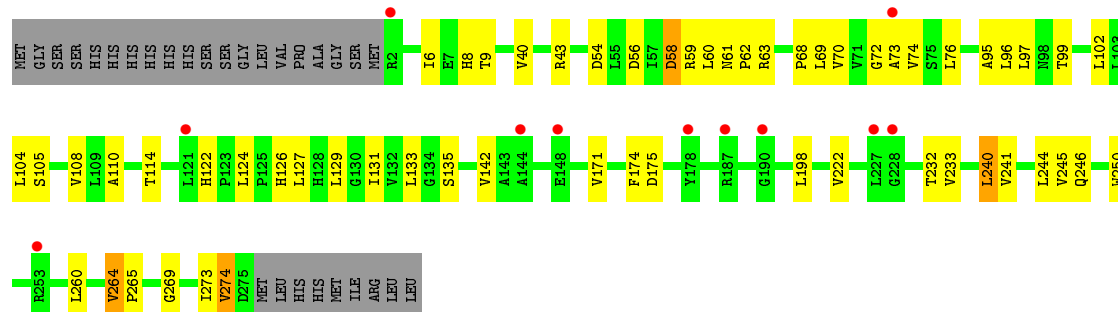 MET GLY SER SER HIS HIS HIS HIS HIS HIS SER SER GLY LEU VAL PRO ALA GLY SER MET R2 I6 E7 H8 T9 V40 R43 D54 L55 D56 I57 D58 R59 L60 N61 P62 R63 P68 L69 V70 V71 G72 A73 V74 S75 L76 A95 L96 L97 N98 T99 L102 L103
L104 S105 V108 L109 A110 T114 L121 H122 P123 L124 P125 H126 L127 H128 L129 G130 I131 V132 L133 G134 S135 V142 A143 A144 E148 V171 F174 D175 Y178 R187 G190 L198 V222 L227 G228 T232 V233 L240 V241 L244 V245 Q246 W250
R253 L260 V264 P265 G269 I273 V274 D275 MET LEU HIS HIS MET ILE ARG LEU LEU